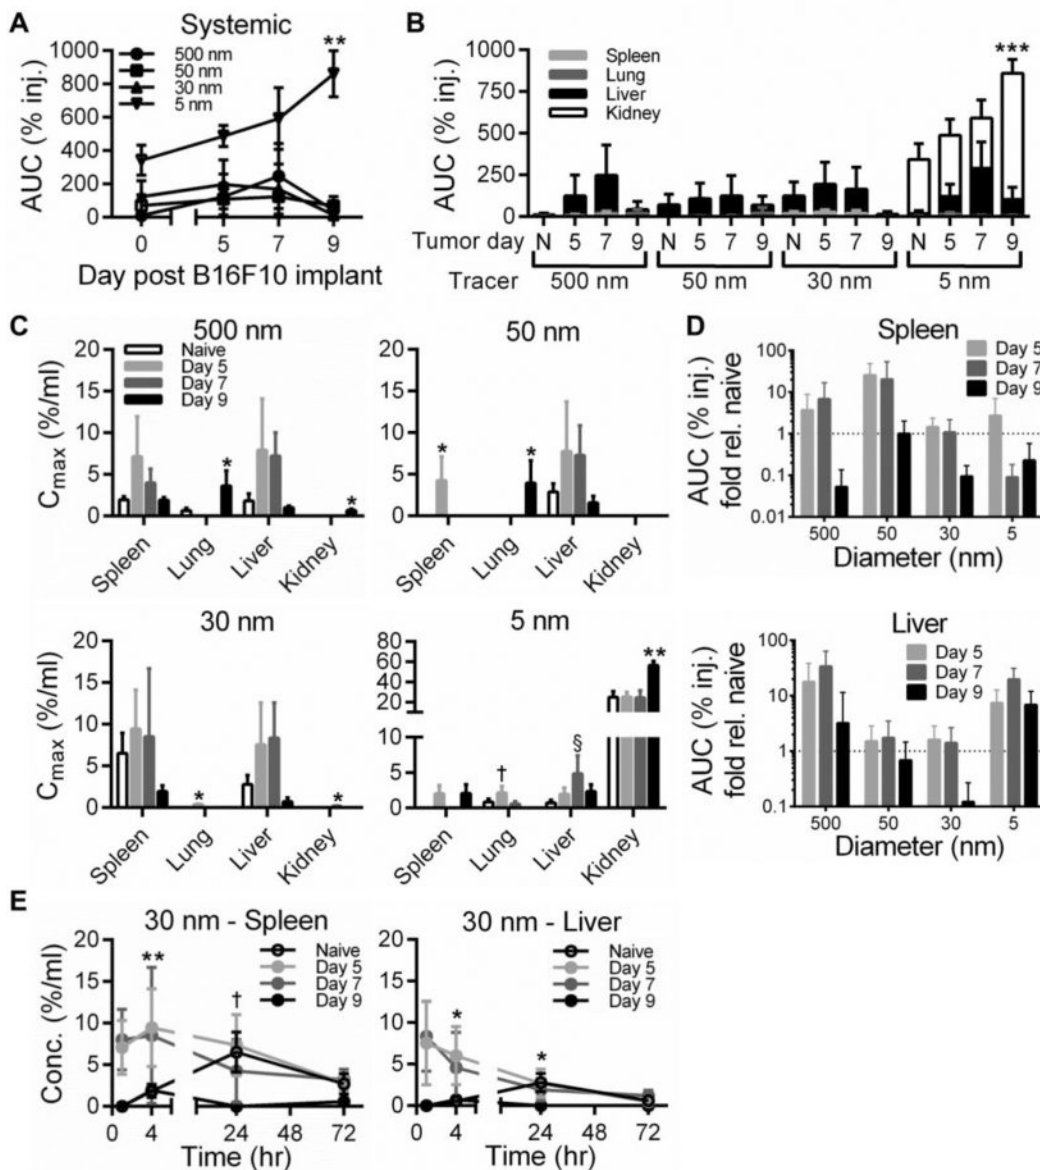 A
Systemic
AUC (% inj.)
1000
800
600
400
200
0
500 nm
50 nm
30 nm
5 nm
**
0 5 7 9
Day post B16F10 implant
B
AUC (% inj.)
1000
750
500
250
0
Spleen
Lung
Liver
Kidney
***
Tumor day N 5 7 9 N 5 7 9 N 5 7 9 N 5 7 9
Tracer 500 nm 50 nm 30 nm 5 nm
C
500 nm
Cmax (%/ml)
20
15
10
5
0
Naive
Day 5
Day 7
Day 9
* *
Spleen Lung Liver Kidney
50 nm
20
15
10
5
0
* *
Spleen Lung Liver Kidney
30 nm
Cmax (%/ml)
20
15
10
5
0
* *
Spleen Lung Liver Kidney
5 nm
80
60
40
20
10
8
6
4
2
0
† § **
Spleen Lung Liver Kidney
D
Spleen
AUC (% inj.)
fold rel. naive
100
10
1
0.1
0.01
Day 5
Day 7
Day 9
500 50 30 5
Diameter (nm)
Liver
AUC (% inj.)
fold rel. naive
100
10
1
0.1
Day 5
Day 7
Day 9
500 50 30 5
Diameter (nm)
E
30 nm - Spleen
Conc. (%/ml)
20
15
10
5
0
Naive
Day 5
Day 7
Day 9
** †
0 4 24 48 72
Time (hr)
30 nm - Liver
20
15
10
5
0
Naive
Day 5
Day 7
Day 9
* *
0 4 24 48 72
Time (hr)